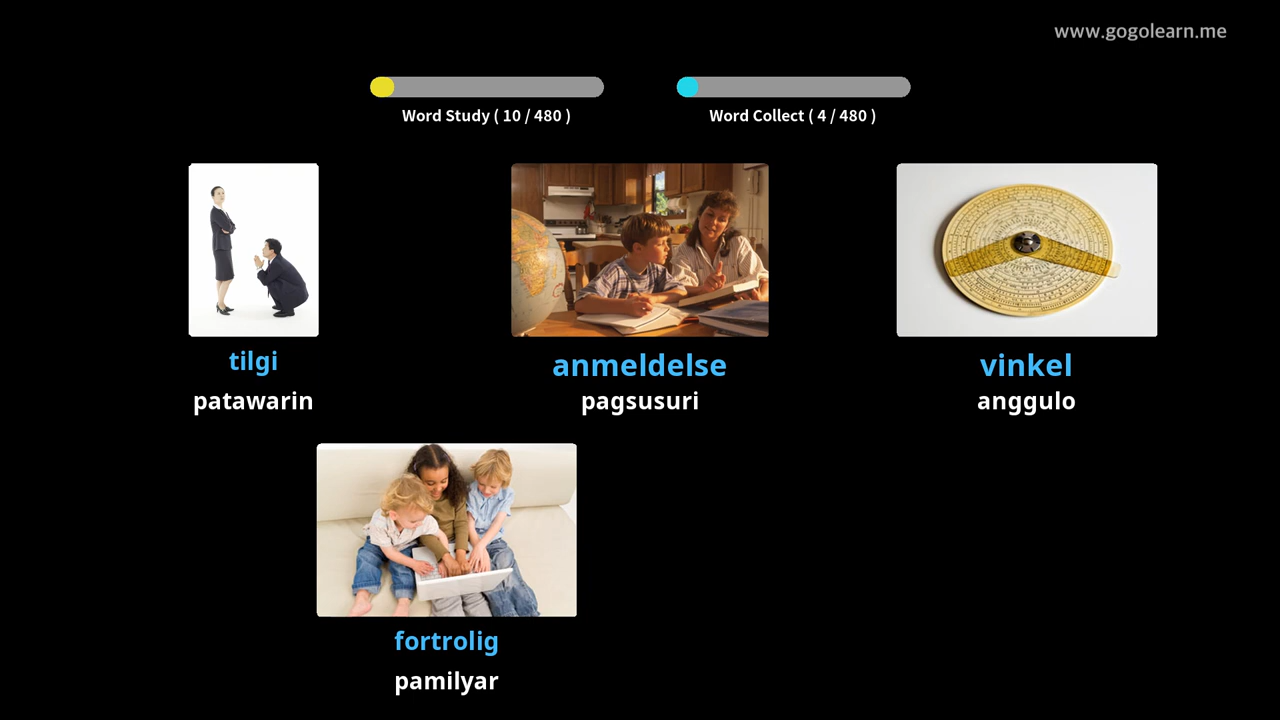 www.gogolearn.me
Word Study ( 10 / 480 )
Word Collect ( 4 / 480 )
tilgi
patawarin
anmeldelse
pagsusuri
vinkel
anggulo
fortrolig
pamilyar